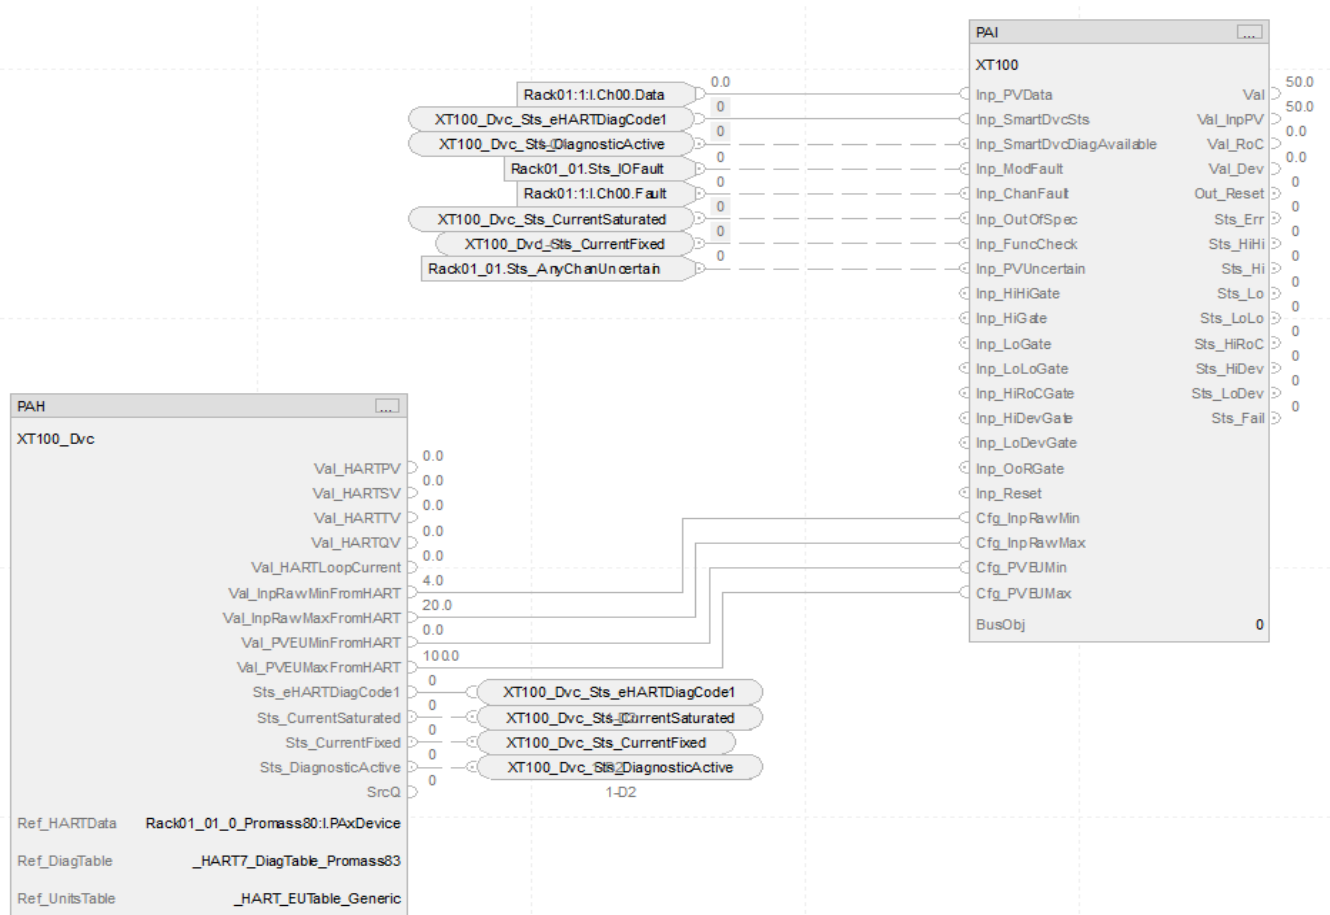 PAI ...
XT100
0.0
Rack01:1:I.Ch00.Data Inp_PVData Val 50.0
0
XT100_Dvc_Sts_eHARTDiagCode1 Inp_SmartDvcSts Val_InpPV 50.0
0
XT100_Dvc_Sts_DiagnosticActive Inp_SmartDvcDiagAvailable Val_RoC 0.0
0
Rack01_01.Sts_IOFault Inp_ModFault Val_Dev 0.0
0
Rack01:1:I.Ch00.Fault Inp_ChanFault Out_Reset 0
0
XT100_Dvc_Sts_CurrentSaturated Inp_OutOfSpec Sts_Err 0
0
XT100_Dvc_Sts_CurrentFixed Inp_FuncCheck Sts_HiHi 0
0
Rack01_01.Sts_AnyChanUncertain Inp_PVUncertain Sts_Hi 0
Inp_HiHiGate Sts_Lo 0
Inp_HiGate Sts_LoLo 0
Inp_LoGate Sts_HiRoC 0
Inp_LoLoGate Sts_HiDev 0
Inp_HiRoCGate Sts_LoDev 0
Inp_HiDevGate Sts_Fail 0
Inp_LoDevGate
Inp_OoRGate
Inp_Reset
Cfg_InpRawMin
Cfg_InpRawMax
Cfg_PVEUMin
Cfg_PVEUMax
BusObj 0
PAH ...
XT100_Dvc
Val_HARTPV 0.0
Val_HARTSV 0.0
Val_HARTTV 0.0
Val_HARTQV 0.0
Val_HARTLoopCurrent 0.0
Val_InpRawMinFromHART 4.0
Val_InpRawMaxFromHART 20.0
Val_PVEUMinFromHART 0.0
Val_PVEUMaxFromHART 100.0
Sts_eHARTDiagCode1 0 XT100_Dvc_Sts_eHARTDiagCode1
Sts_CurrentSaturated 0 XT100_Dvc_Sts_CurrentSaturated
Sts_CurrentFixed 0 XT100_Dvc_Sts_CurrentFixed
Sts_DiagnosticActive 0 XT100_Dvc_Sts_DiagnosticActive
SrcQ 0 1-D2
Ref_HARTData Rack01_01_0_Promass80:I.PAxDevice
Ref_DiagTable _HART7_DiagTable_Promass83
Ref_UnitsTable _HART_EUTable_Generic